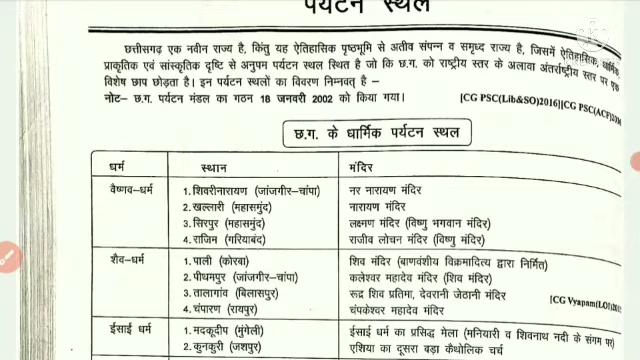 पर्यटन स्थल
छत्तीसगढ़ एक नवीन राज्य है, किंतु यह ऐतिहासिक पृष्ठभूमि से अतीव संपन्न व समृध्द राज्य है, जिसमें ऐतिहासिक, धार्मिक,
प्राकृतिक एवं सांस्कृतिक दृष्टि से अनुपम पर्यटन स्थल स्थित है जो कि छ.ग. को राष्ट्रीय स्तर के अलावा अंतर्राष्ट्रीय स्तर पर एक
विशेष छाप छोड़ता है। इन पर्यटन स्थलों का विवरण निम्नवत् है –
नोट– छ.ग. पर्यटन मंडल का गठन 18 जनवरी 2002 को किया गया। [CG PSC(Lib&SO)2016][CG PSC(ACF)2016
छ.ग. के धार्मिक पर्यटन स्थल
धर्म स्थान मंदिर
वैष्णव–धर्म 1. शिवरीनारायण (जांजगीर–चांपा) नर नारायण मंदिर
2. खल्लारी (महासमुंद) नारायण मंदिर
3. सिरपुर (महासमुंद) लक्ष्मण मंदिर (विष्णु भगवान मंदिर)
4. राजिम (गरियाबंद) राजीव लोचन मंदिर (विष्णु मंदिर)
शैव–धर्म 1. पाली (कोरबा) शिव मंदिर (बाणवंशीय विक्रमादित्य द्वारा निर्मित)
2. पीथमपुर (जांजगीर–चांपा) कलेश्वर महादेव मंदिर (शिव मंदिर)
3. तालागांव (बिलासपुर) रूद्र शिव प्रतिमा, देवरानी जेठानी मंदिर [CG Vyapam(LOI)
4. चंपारण (रायपुर) चंपकेश्वर महादेव मंदिर
ईसाई धर्म 1. मदकूदीप (मुंगेली) ईसाई धर्म का प्रसिद्ध मेला (मनियारी व शिवनाथ नदी के संगम पर)
2. कुनकुरी (जशपुर) एशिया का दूसरा बड़ा कैथोलिक चर्च